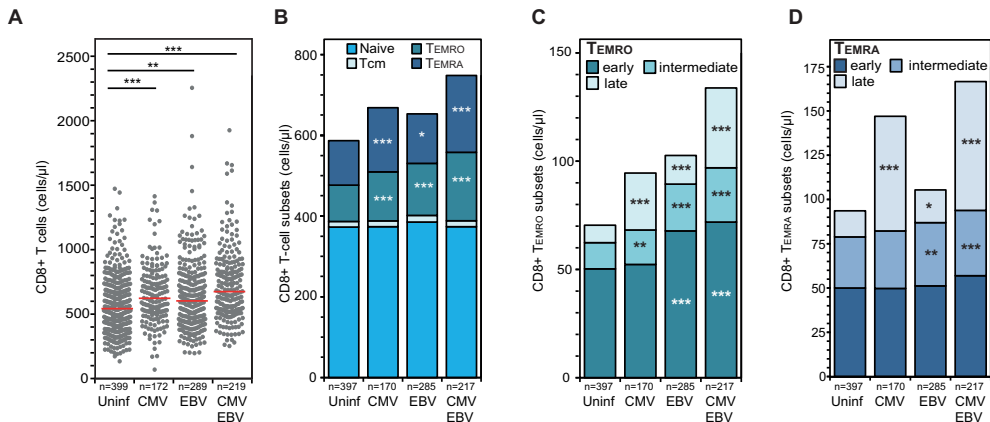 A
CD8+ T cells (cells/µl)
2500
2000
1500
1000
500
0
***
**
***
n=399 n=172 n=289 n=219
Uninf CMV EBV CMV
EBV
B
CD8+ T-cell subsets (cells/µl)
800
600
400
200
0
Naive TEMRO
Tcm TEMRA
*** * ***
*** *** ***
n=397 n=170 n=285 n=217
Uninf CMV EBV CMV
EBV
C
CD8+ TEMRO subsets (cells/µl)
150
100
50
0
TEMRO
early intermediate
late
*** *** ***
** *** ***
*** ***
n=397 n=170 n=285 n=217
Uninf CMV EBV CMV
EBV
D
CD8+ TEMRA subsets (cells/µl)
175
150
125
100
75
50
25
0
TEMRA
early intermediate
late
*** * ***
** ***
n=397 n=170 n=285 n=217
Uninf CMV EBV CMV
EBV